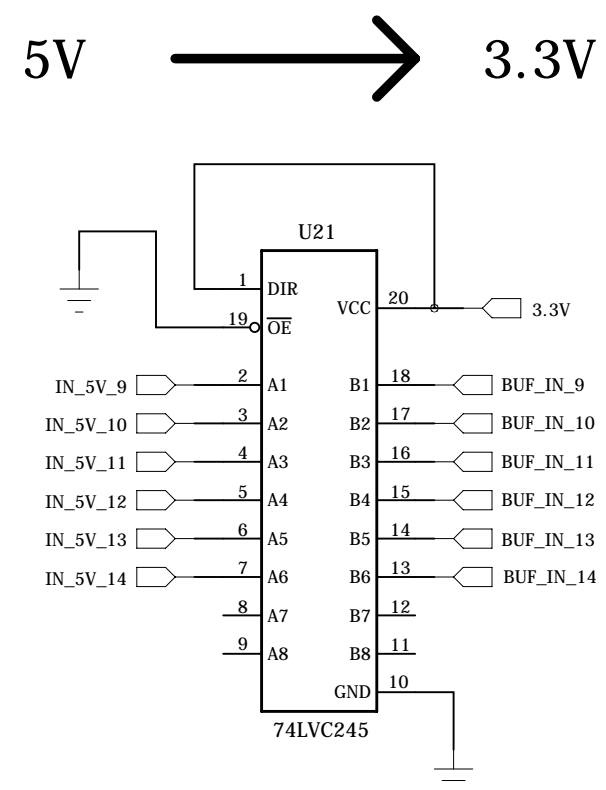 5V 3.3V
U21
1 DIR
VCC 20 3.3V
19 OE
IN_5V_9 2 A1 B1 18 BUF_IN_9
IN_5V_10 3 A2 B2 17 BUF_IN_10
IN_5V_11 4 A3 B3 16 BUF_IN_11
IN_5V_12 5 A4 B4 15 BUF_IN_12
IN_5V_13 6 A5 B5 14 BUF_IN_13
IN_5V_14 7 A6 B6 13 BUF_IN_14
8 A7 B7 12
9 A8 B8 11
GND 10
74LVC245